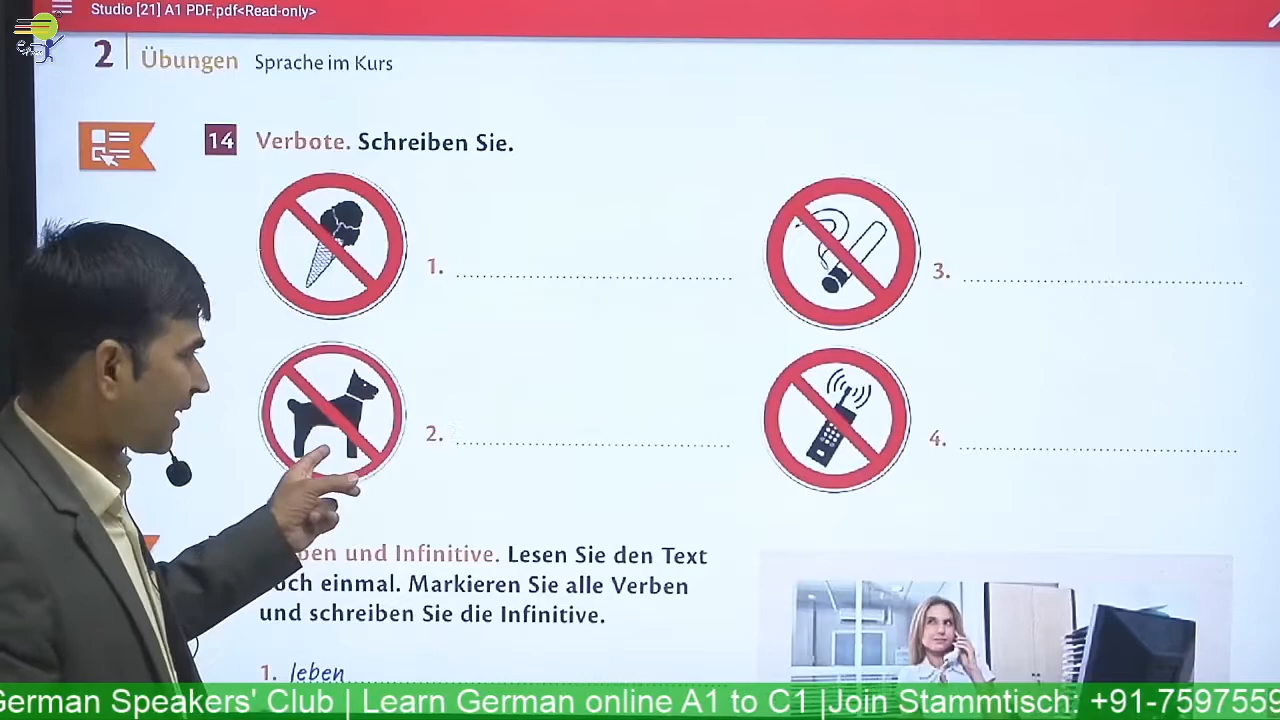 Studio [21] A1 PDF.pdf<Read-only>
2 Übungen Sprache im Kurs
14 Verbote. Schreiben Sie.
1.
3.
2.
4.
und Infinitive. Lesen Sie den Text
einmal. Markieren Sie alle Verben
und schreiben Sie die Infinitive.
1. leben
German Speakers' Club | Learn German online A1 to C1 | Join Stammtisch: +91-7597559